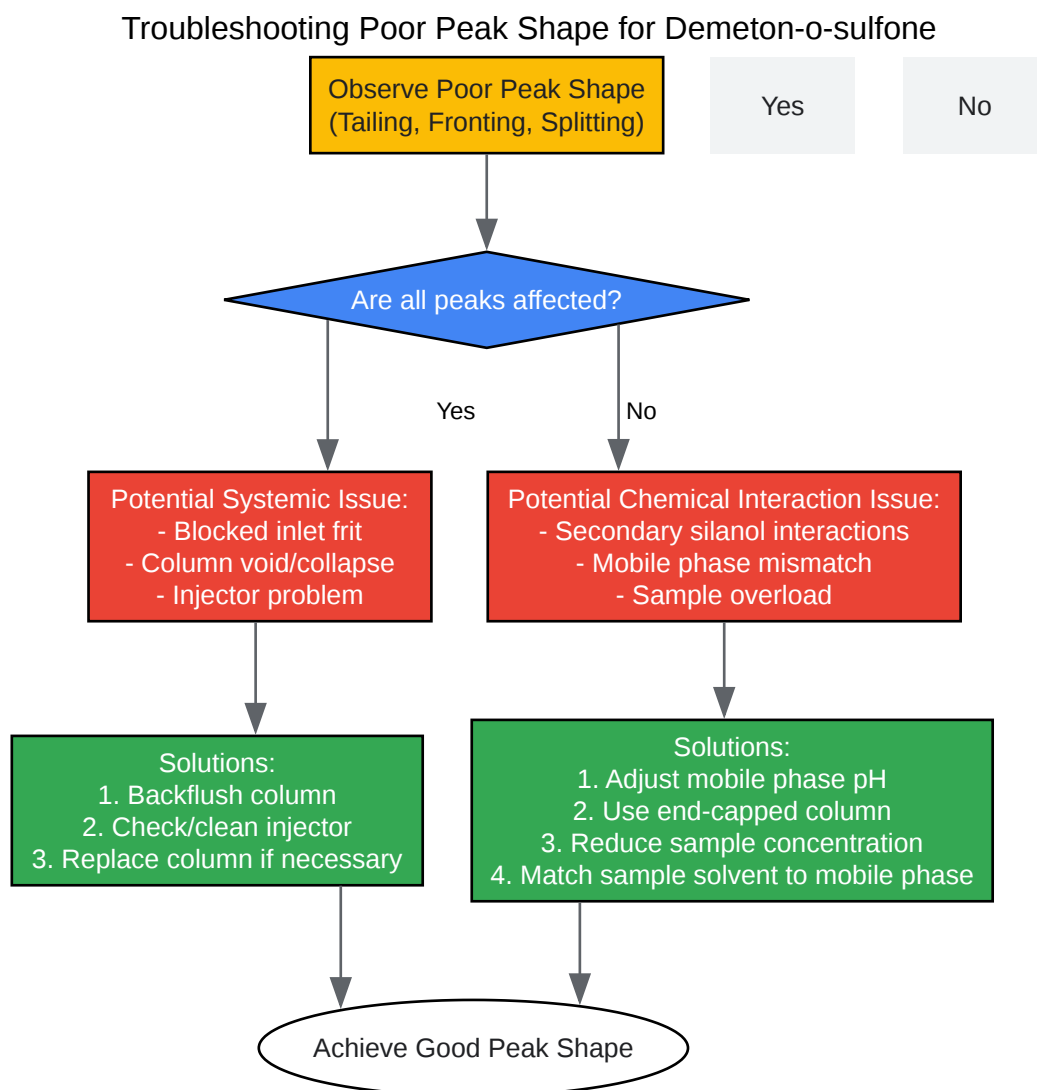 Troubleshooting Poor Peak Shape for Demeton-o-sulfone
Observe Poor Peak Shape
(Tailing, Fronting, Splitting)
Yes
No
Are all peaks affected?
Yes
No
Potential Systemic Issue:
- Blocked inlet frit
- Column void/collapse
- Injector problem
Potential Chemical Interaction Issue:
- Secondary silanol interactions
- Mobile phase mismatch
- Sample overload
Solutions:
1. Backflush column
2. Check/clean injector
3. Replace column if necessary
Solutions:
1. Adjust mobile phase pH
2. Use end-capped column
3. Reduce sample concentration
4. Match sample solvent to mobile phase
Achieve Good Peak Shape